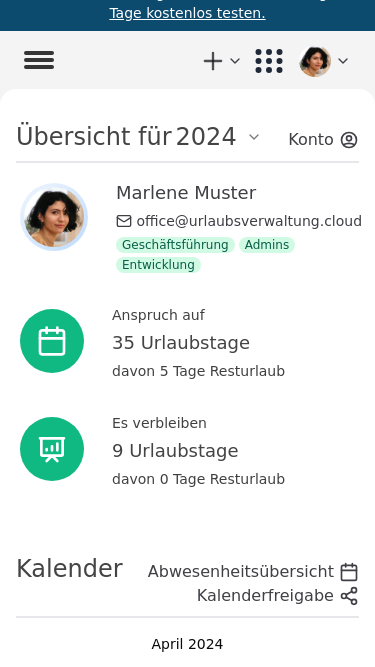 Tage kostenlos testen.
Übersicht für 2024
Konto
Marlene Muster
office@urlaubsverwaltung.cloud
Geschäftsführung Admins
Entwicklung
Anspruch auf
35 Urlaubstage
davon 5 Tage Resturlaub
Es verbleiben
9 Urlaubstage
davon 0 Tage Resturlaub
Kalender
Abwesenheitsübersicht
Kalenderfreigabe
April 2024